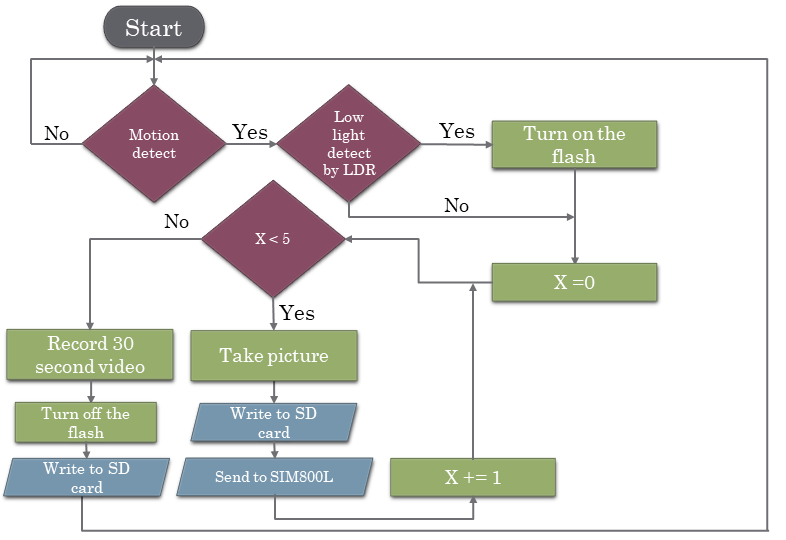 Start
No
Motion
detect
Yes
Low
light
detect
by LDR
Yes
Turn on the
flash
No
No
X < 5
X =0
Yes
Record 30
second video
Take picture
Turn off the
flash
Write to SD
card
Write to SD
card
Send to SIM800L
X += 1